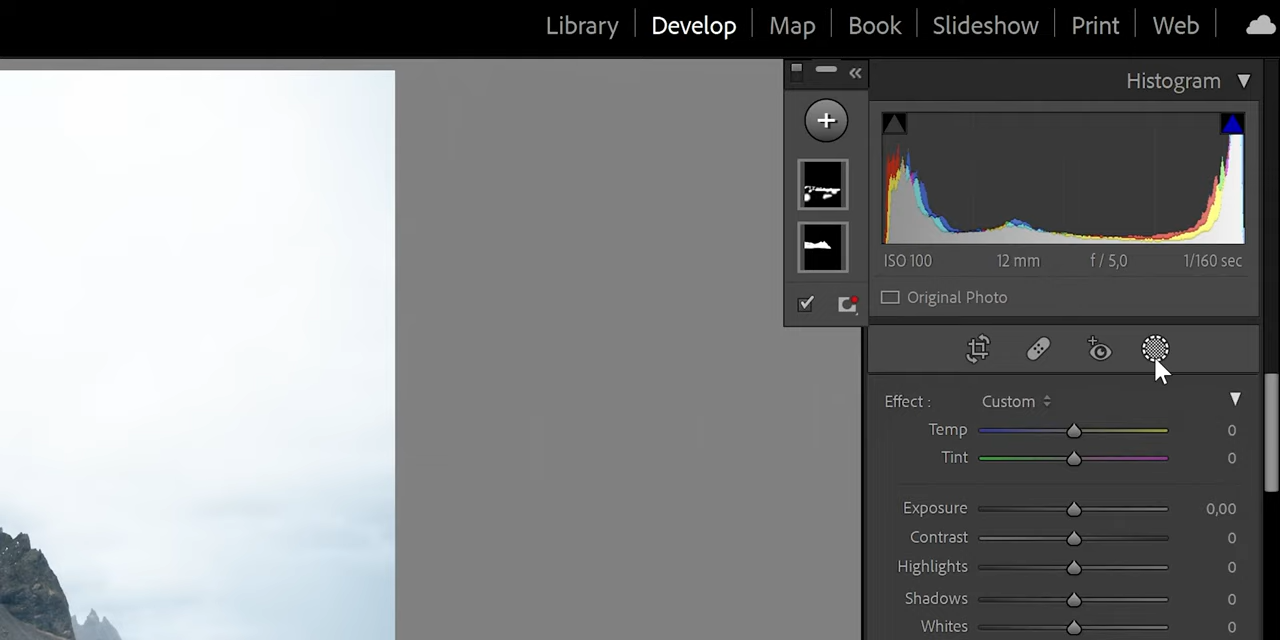 Library Develop Map Book Slideshow Print Web
Histogram
ISO 100 12 mm f / 5,0 1/160 sec
Original Photo
Effect : Custom
Temp 0
Tint 0
Exposure 0,00
Contrast 0
Highlights 0
Shadows 0
Whites 0